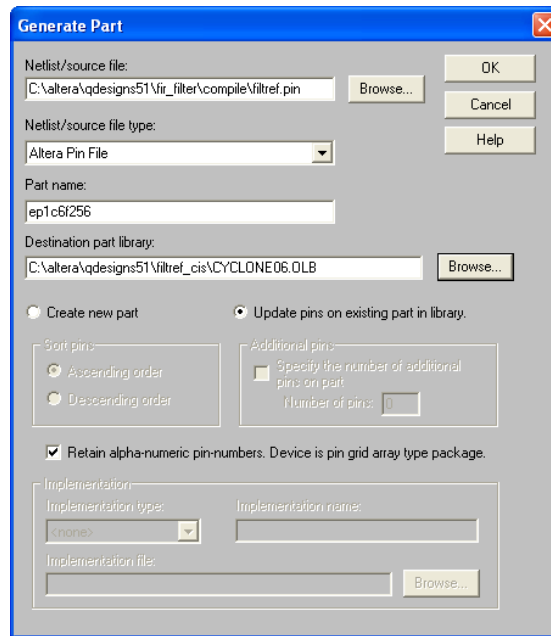 Generate Part
Netlist/source file:
OK
C:\altera\qdesigns51\fir_filter\compile\filtref.pin
Browse...
Cancel
Netlist/source file type:
Help
Altera Pin File
Part name:
ep1c6f256
Destination part library:
C:\altera\qdesigns51\filtref_cis\CYCLONE06.OLB
Browse...
Create new part
Update pins on existing part in library.
Sort pins
Additional pins
Ascending order
Specify the number of additional
pins on part
Descending order
Number of pins:
0
Retain alpha-numeric pin-numbers. Device is pin grid array type package.
Implementation
Implementation type:
Implementation name:
<none>
Implementation file:
Browse...